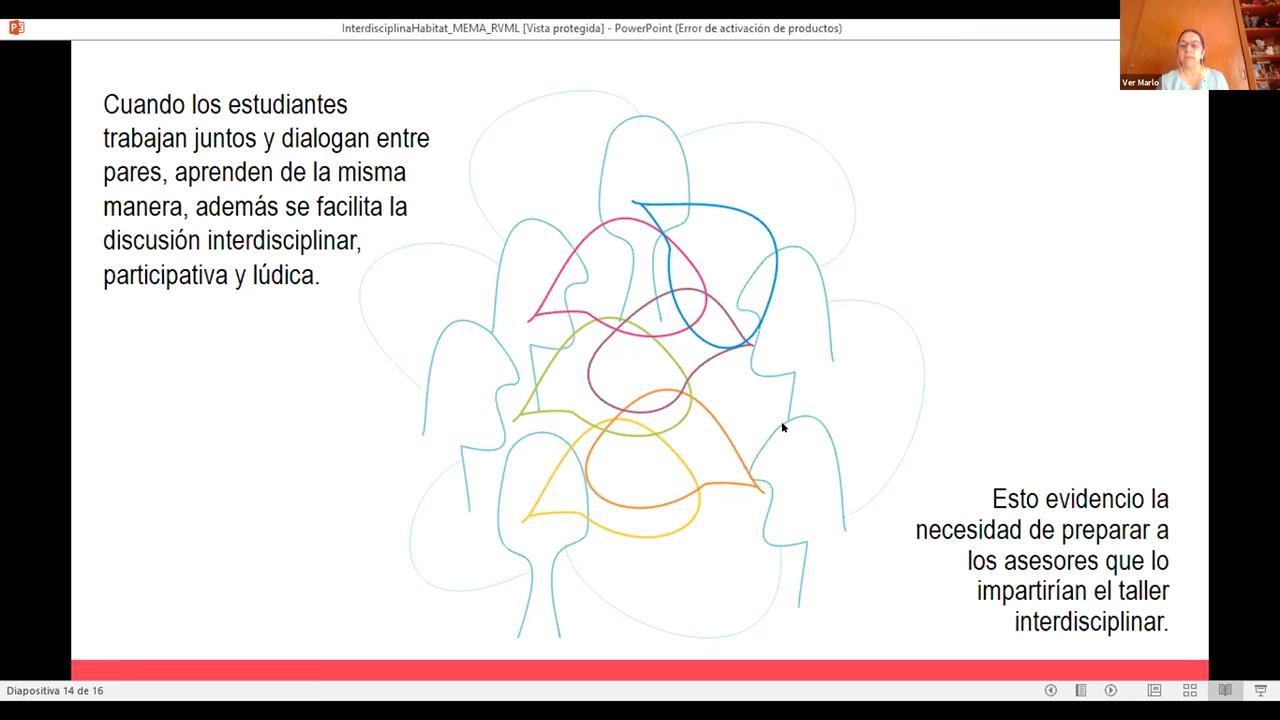 InterdisciplinaHabitat_MEMA_RVML [Vista protegida] - PowerPoint (Error de activación de productos)
Ver Marlo
Cuando los estudiantes
trabajan juntos y dialogan entre
pares, aprenden de la misma
manera, además se facilita la
discusión interdisciplinar,
participativa y lúdica.
Esto evidencio la
necesidad de preparar a
los asesores que lo
impartirían el taller
interdisciplinar.
Diapositiva 14 de 16